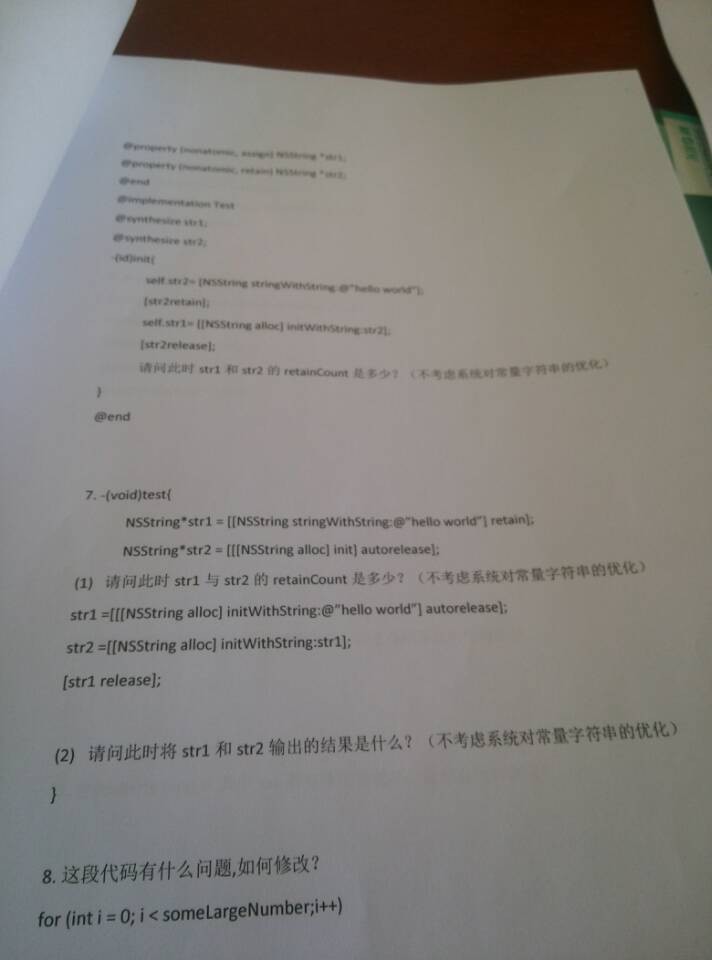 @property (nonatomic, assign) NSString *str1;
@property (nonatomic, retain) NSString *str2;
@end
@implementation Test
@synthesize str1;
@synthesize str2;
-(id)init{
self.str2= [NSString stringWithString:@"hello world"];
[str2retain];
self.str1= [[NSString alloc] initWithString:str2];
[str2release];
请问此时 str1 和 str2 的 retainCount 是多少？（不考虑系统对常量字符串的优化）
}
@end
7. -(void)test{
NSString*str1 = [[NSString stringWithString:@"hello world"] retain];
NSString*str2 = [[[NSString alloc] init] autorelease];
(1) 请问此时 str1 与 str2 的 retainCount 是多少？（不考虑系统对常量字符串的优化）
str1 =[[[NSString alloc] initWithString:@"hello world"] autorelease];
str2 =[[NSString alloc] initWithString:str1];
[str1 release];
(2) 请问此时将 str1 和 str2 输出的结果是什么？（不考虑系统对常量字符串的优化）
}
8. 这段代码有什么问题,如何修改？
for (int i = 0; i < someLargeNumber;i++)